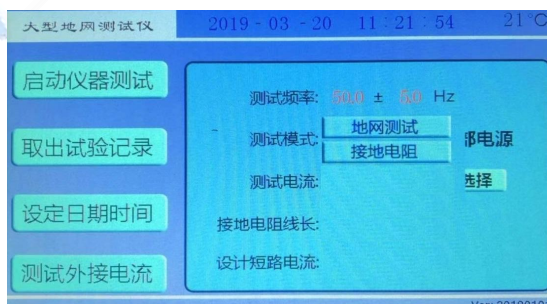 大型地网测试仪 2019-03-20 11:21:54 21°C
启动仪器测试
取出试验记录
设定日期时间
测试外接电流
测试频率: 50.0 ± 5.0 Hz
测试模式: 地网测试 部电源
接地电阻
测试电流: 选择
接地电阻线长:
设计短路电流: